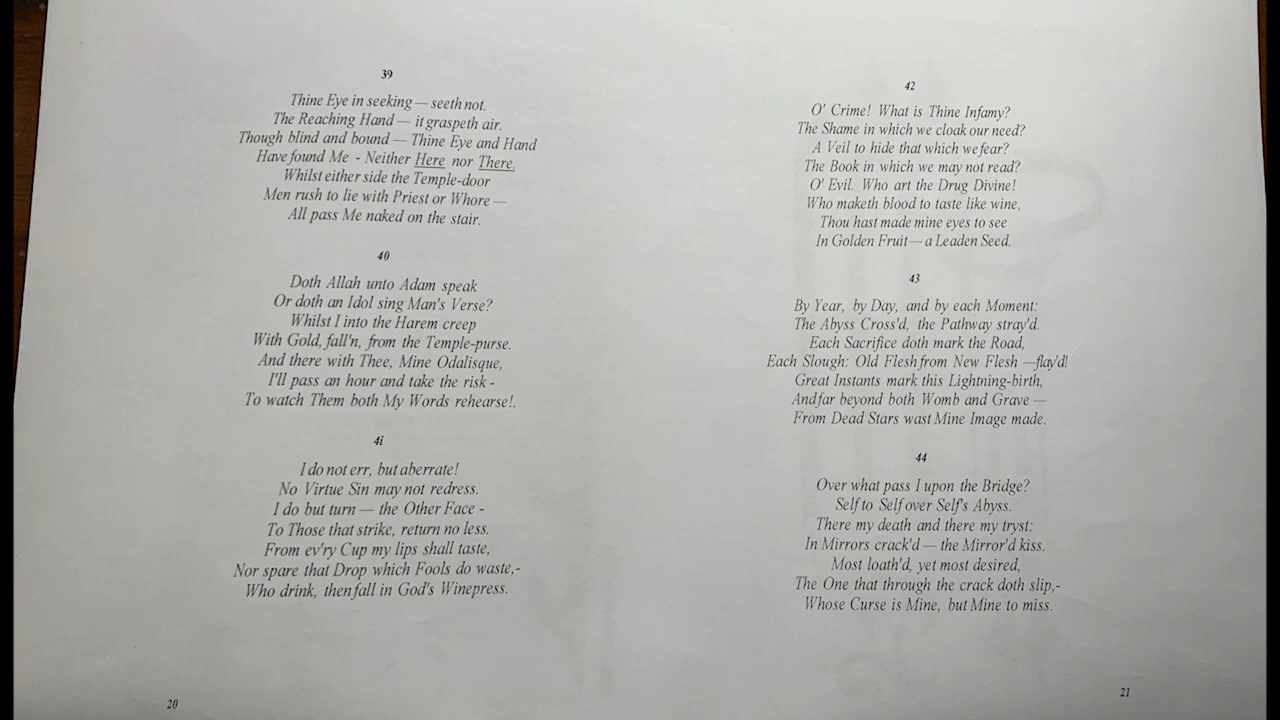 39
Thine Eye in seeking — seeth not.
The Reaching Hand — it graspeth air.
Though blind and bound — Thine Eye and Hand
Have found Me - Neither Here nor There.
Whilst either side the Temple-door
Men rush to lie with Priest or Whore —
All pass Me naked on the stair.
40
Doth Allah unto Adam speak
Or doth an Idol sing Man's Verse?
Whilst I into the Harem creep
With Gold, fall'n, from the Temple-purse.
And there with Thee, Mine Odalisque,
I'll pass an hour and take the risk -
To watch Them both My Words rehearse!.
4i
I do not err, but aberrate!
No Virtue Sin may not redress.
I do but turn — the Other Face -
To Those that strike, return no less.
From ev'ry Cup my lips shall taste,
Nor spare that Drop which Fools do waste,-
Who drink, then fall in God's Winepress.
20
42
O' Crime! What is Thine Infamy?
The Shame in which we cloak our need?
A Veil to hide that which we fear?
The Book in which we may not read?
O' Evil. Who art the Drug Divine!
Who maketh blood to taste like wine,
Thou hast made mine eyes to see
In Golden Fruit — a Leaden Seed.
43
By Year, by Day, and by each Moment:
The Abyss Cross'd, the Pathway stray'd.
Each Sacrifice doth mark the Road,
Each Slough: Old Flesh from New Flesh —flay'd!
Great Instants mark this Lightning-birth,
And far beyond both Womb and Grave —
From Dead Stars wast Mine Image made.
44
Over what pass I upon the Bridge?
Self to Self over Self's Abyss.
There my death and there my tryst:
In Mirrors crack'd — the Mirror'd kiss.
Most loath'd, yet most desired,
The One that through the crack doth slip,-
Whose Curse is Mine, but Mine to miss.
21